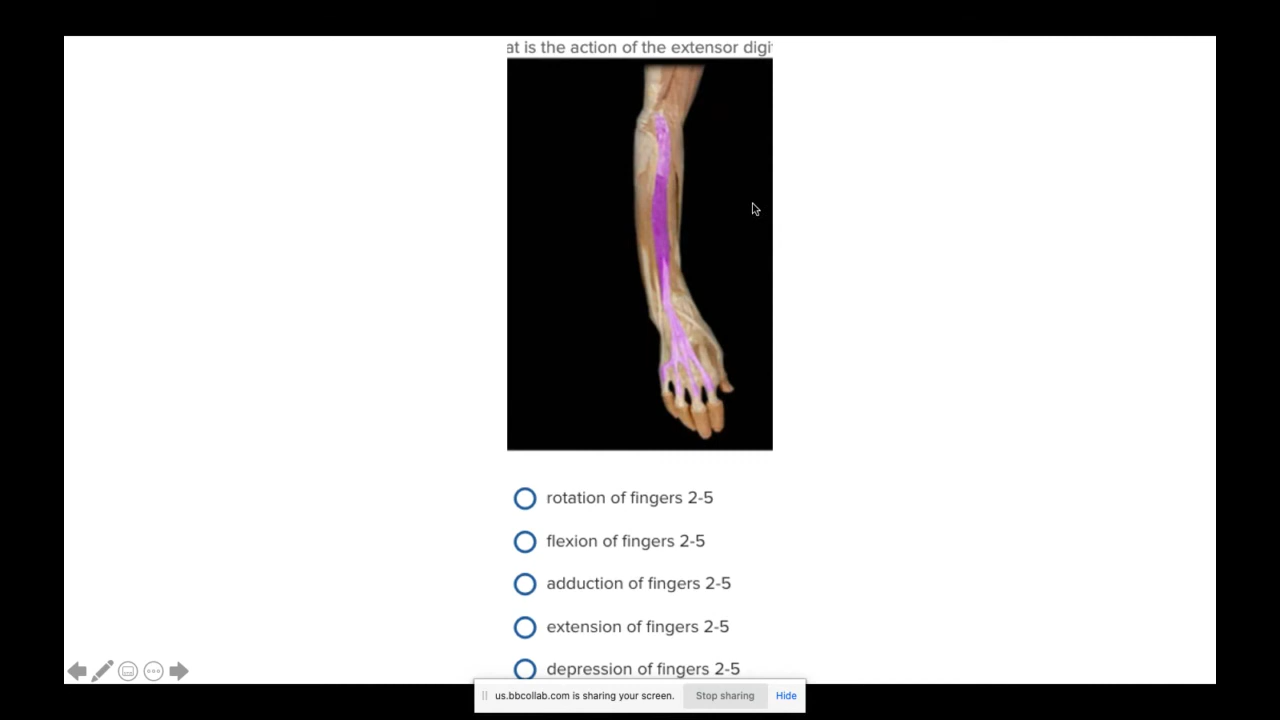 at is the action of the extensor digi
rotation of fingers 2-5
flexion of fingers 2-5
adduction of fingers 2-5
extension of fingers 2-5
depression of fingers 2-5
us.bbcollab.com is sharing your screen. Stop sharing Hide